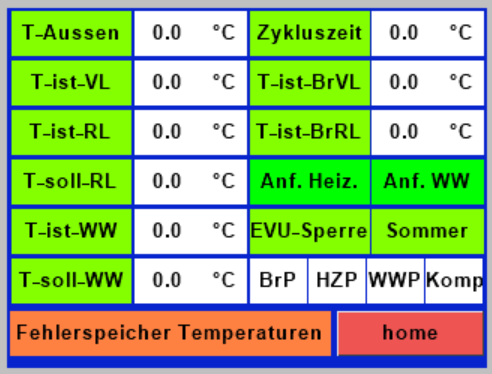 T-Aussen 0.0 °C Zykluszeit 0.0 °C
T-ist-VL 0.0 °C T-ist-BrVL 0.0 °C
T-ist-RL 0.0 °C T-ist-BrRL 0.0 °C
T-soll-RL 0.0 °C Anf. Heiz. Anf. WW
T-ist-WW 0.0 °C EVU-Sperre Sommer
T-soll-WW 0.0 °C BrP HZP WWP Komp
Fehlerspeicher Temperaturen home